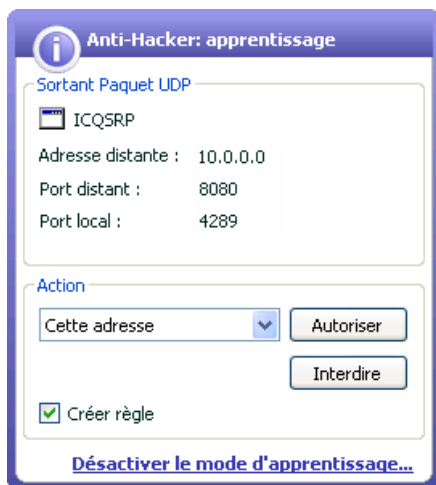 Anti-Hacker: apprentissage
Sortant Paquet UDP
ICQSRP
Adresse distante : 10.0.0.0
Port distant : 8080
Port local : 4289
Action
Cette adresse Autoriser
Interdire
Créer règle
Désactiver le mode d'apprentissage...